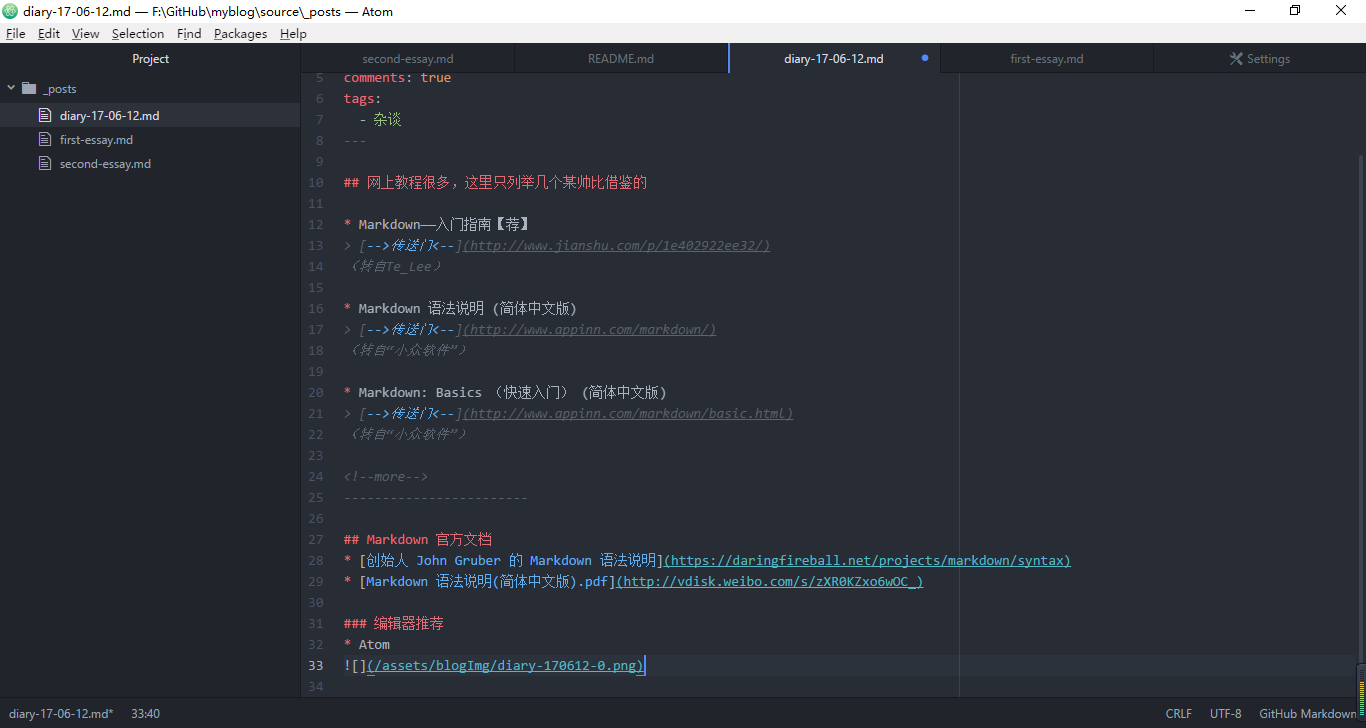 diary-17-06-12.md — F:\GitHub\myblog\source\_posts — Atom
File Edit View Selection Find Packages Help
Project
second-essay.md README.md diary-17-06-12.md first-essay.md Settings
_posts
diary-17-06-12.md
first-essay.md
second-essay.md
5 comments: true
6 tags:
7 - 杂谈
8 ---
9
10 ## 网上教程很多，这里只列举几个某帅比借鉴的
11
12 * Markdown——入门指南【荐】
13 > [-->传送门<--](http://www.jianshu.com/p/1e402922ee32/)
14 （转自Te_Lee）
15
16 * Markdown 语法说明 (简体中文版)
17 > [-->传送门<--](http://www.appinn.com/markdown/)
18 （转自“小众软件”）
19
20 * Markdown: Basics （快速入门） (简体中文版)
21 > [-->传送门<--](http://www.appinn.com/markdown/basic.html)
22 （转自“小众软件”）
23
24 <!--more-->
25 ------------------------
26
27 ## Markdown 官方文档
28 * [创始人 John Gruber 的 Markdown 语法说明](https://daringfireball.net/projects/markdown/syntax)
29 * [Markdown 语法说明(简体中文版).pdf](http://vdisk.weibo.com/s/zXR0KZxo6wOC_)
30
31 ### 编辑器推荐
32 * Atom
33 ![](/assets/blogImg/diary-170612-0.png)
34
diary-17-06-12.md* 33:40 CRLF UTF-8 GitHub Markdown